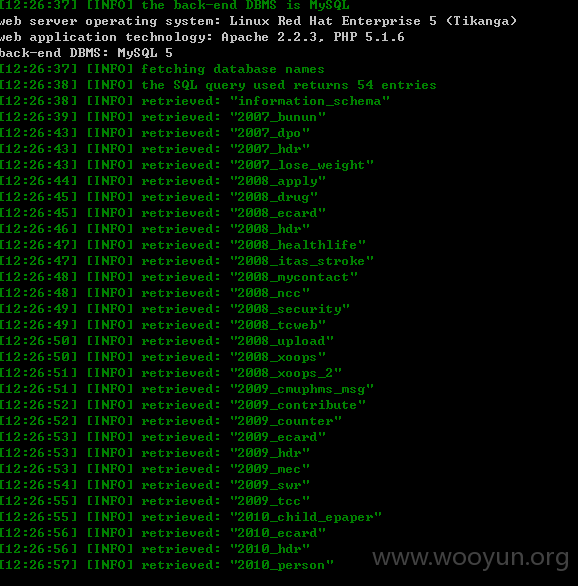 [12:26:37] [INFO] the back-end DBMS is MySQL
web server operating system: Linux Red Hat Enterprise 5 (Tikanga)
web application technology: Apache 2.2.3, PHP 5.1.6
back-end DBMS: MySQL 5
[12:26:37] [INFO] fetching database names
[12:26:38] [INFO] the SQL query used returns 54 entries
[12:26:38] [INFO] retrieved: "information_schema"
[12:26:39] [INFO] retrieved: "2007_bunun"
[12:26:43] [INFO] retrieved: "2007_dpo"
[12:26:43] [INFO] retrieved: "2007_hdr"
[12:26:43] [INFO] retrieved: "2007_lose_weight"
[12:26:44] [INFO] retrieved: "2008_apply"
[12:26:45] [INFO] retrieved: "2008_drug"
[12:26:45] [INFO] retrieved: "2008_ecard"
[12:26:46] [INFO] retrieved: "2008_hdr"
[12:26:47] [INFO] retrieved: "2008_healthlife"
[12:26:47] [INFO] retrieved: "2008_itas_stroke"
[12:26:48] [INFO] retrieved: "2008_mycontact"
[12:26:48] [INFO] retrieved: "2008_ncc"
[12:26:49] [INFO] retrieved: "2008_security"
[12:26:49] [INFO] retrieved: "2008_tcweb"
[12:26:50] [INFO] retrieved: "2008_upload"
[12:26:50] [INFO] retrieved: "2008_xoops"
[12:26:51] [INFO] retrieved: "2008_xoops_2"
[12:26:51] [INFO] retrieved: "2009_cmuphms_msg"
[12:26:52] [INFO] retrieved: "2009_contribute"
[12:26:52] [INFO] retrieved: "2009_counter"
[12:26:53] [INFO] retrieved: "2009_ecard"
[12:26:53] [INFO] retrieved: "2009_hdr"
[12:26:53] [INFO] retrieved: "2009_mec"
[12:26:54] [INFO] retrieved: "2009_swr"
[12:26:55] [INFO] retrieved: "2009_tcc"
[12:26:55] [INFO] retrieved: "2010_child_epaper"
[12:26:56] [INFO] retrieved: "2010_ecard"
[12:26:56] [INFO] retrieved: "2010_hdr"
[12:26:57] [INFO] retrieved: "2010_person"
www.wooyun.org